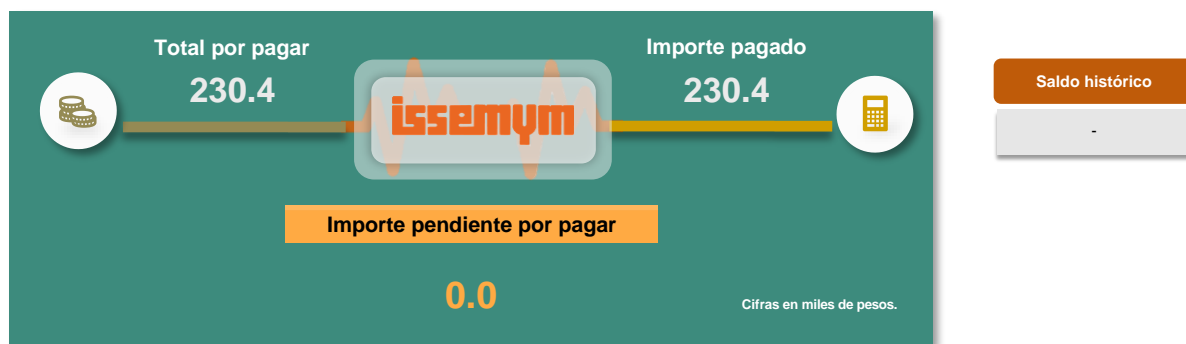 Total por pagar
230.4
issemym
Importe pagado
230.4
Importe pendiente por pagar
0.0
Cifras en miles de pesos.
Saldo histórico
-